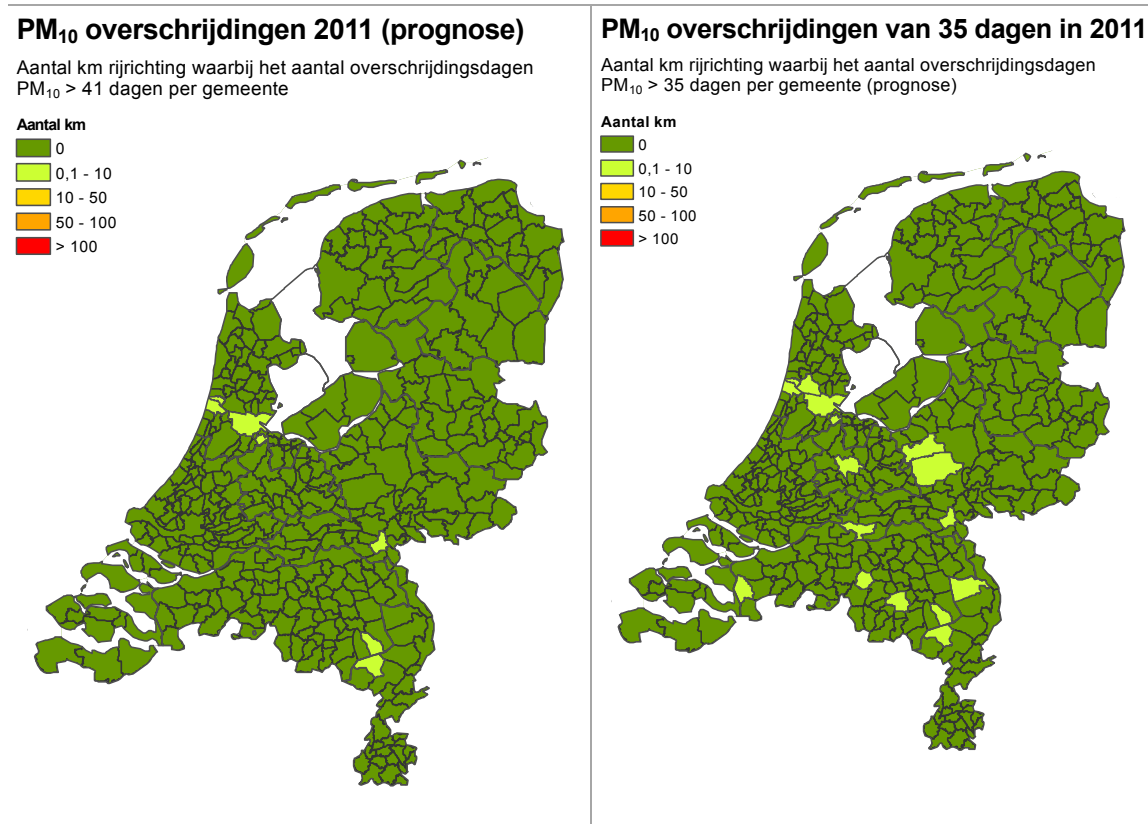 PM₁₀ overschrijdingen 2011 (prognose)
Aantal km rijrichting waarbij het aantal overschrijdingsdagen
PM₁₀ > 41 dagen per gemeente
Aantal km
0
0,1 - 10
10 - 50
50 - 100
> 100
PM₁₀ overschrijdingen van 35 dagen in 2011
Aantal km rijrichting waarbij het aantal overschrijdingsdagen
PM₁₀ > 35 dagen per gemeente (prognose)
Aantal km
0
0,1 - 10
10 - 50
50 - 100
> 100